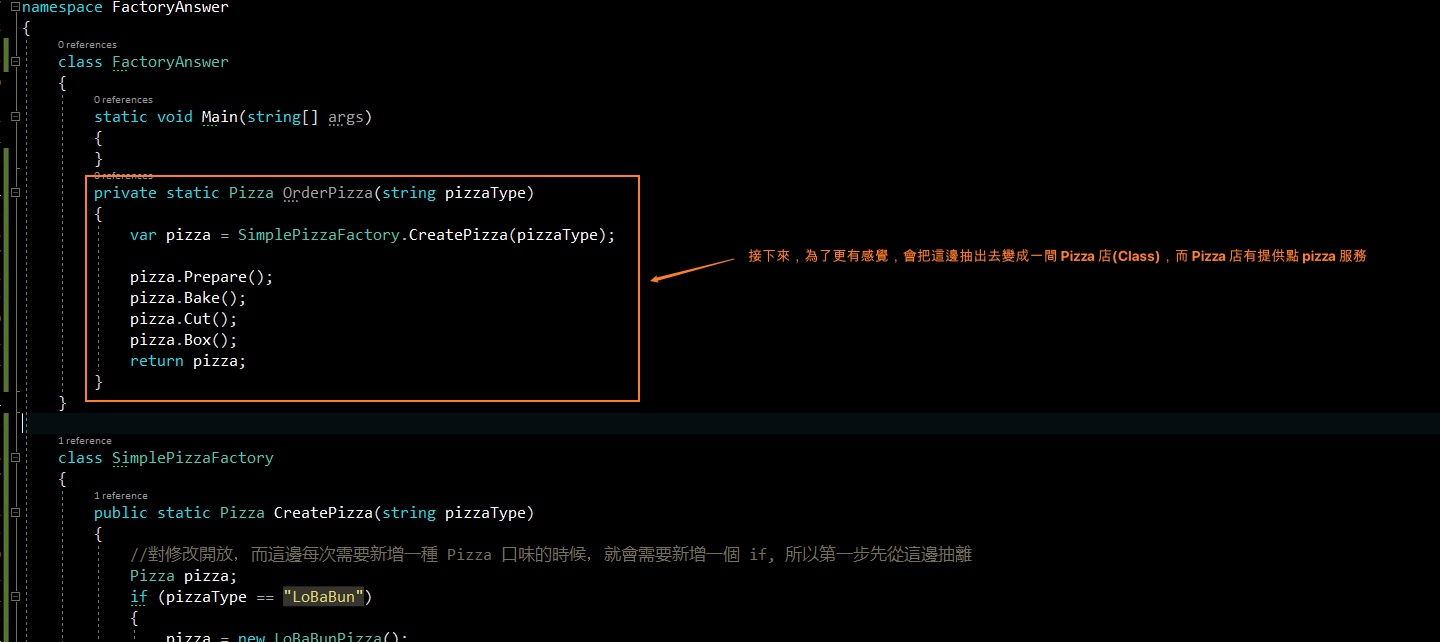 namespace FactoryAnswer
{
0 references
class FactoryAnswer
{
0 references
static void Main(string[] args)
{
}
0 references
private static Pizza OrderPizza(string pizzaType)
{
var pizza = SimplePizzaFactory.CreatePizza(pizzaType);
接下來，為了更有感覺，會把這邊抽出去變成一間 Pizza 店(Class)，而 Pizza 店有提供點 pizza 服務
pizza.Prepare();
pizza.Bake();
pizza.Cut();
pizza.Box();
return pizza;
}
}
1 reference
class SimplePizzaFactory
{
1 reference
public static Pizza CreatePizza(string pizzaType)
{
//對修改開放，而這邊每次需要新增一種 Pizza 口味的時候，就會需要新增一個 if, 所以第一步先從這邊抽離
Pizza pizza;
if (pizzaType == "LoBaBun")
{
pizza = new LoBaBunPizza();